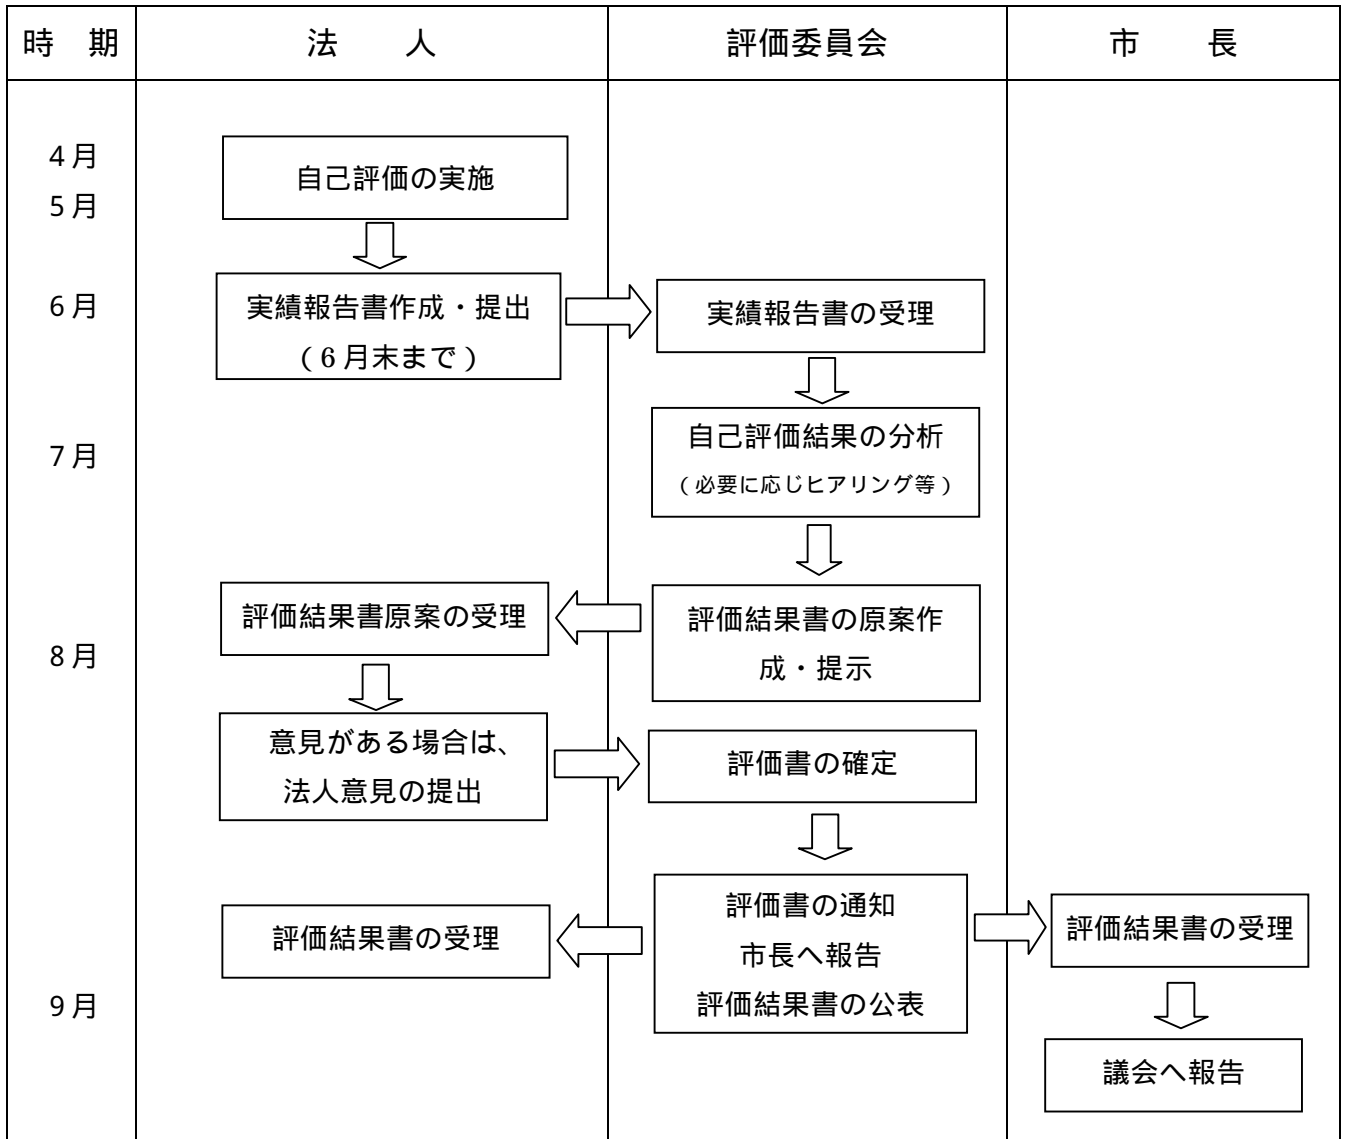 時　期
法　　人
評価委員会
市　　長
4月
5月
自己評価の実施
6月
実績報告書作成・提出
（6月末まで）
実績報告書の受理
7月
自己評価結果の分析
（必要に応じヒアリング等）
8月
評価結果書原案の受理
評価結果書の原案作
成・提示
意見がある場合は、
法人意見の提出
評価書の確定
9月
評価結果書の受理
評価書の通知
市長へ報告
評価結果書の公表
評価結果書の受理
議会へ報告